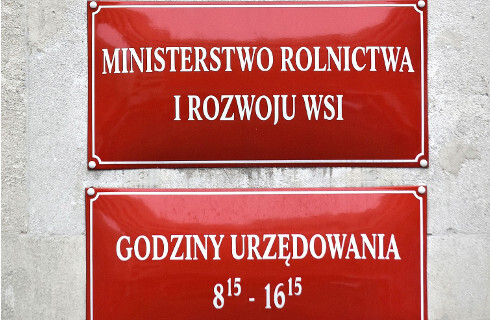 MINISTERSTWO ROLNICTWA
I ROZWOJU WSI
GODZINY URZĘDOWANIA
8¹⁵ - 16¹⁵